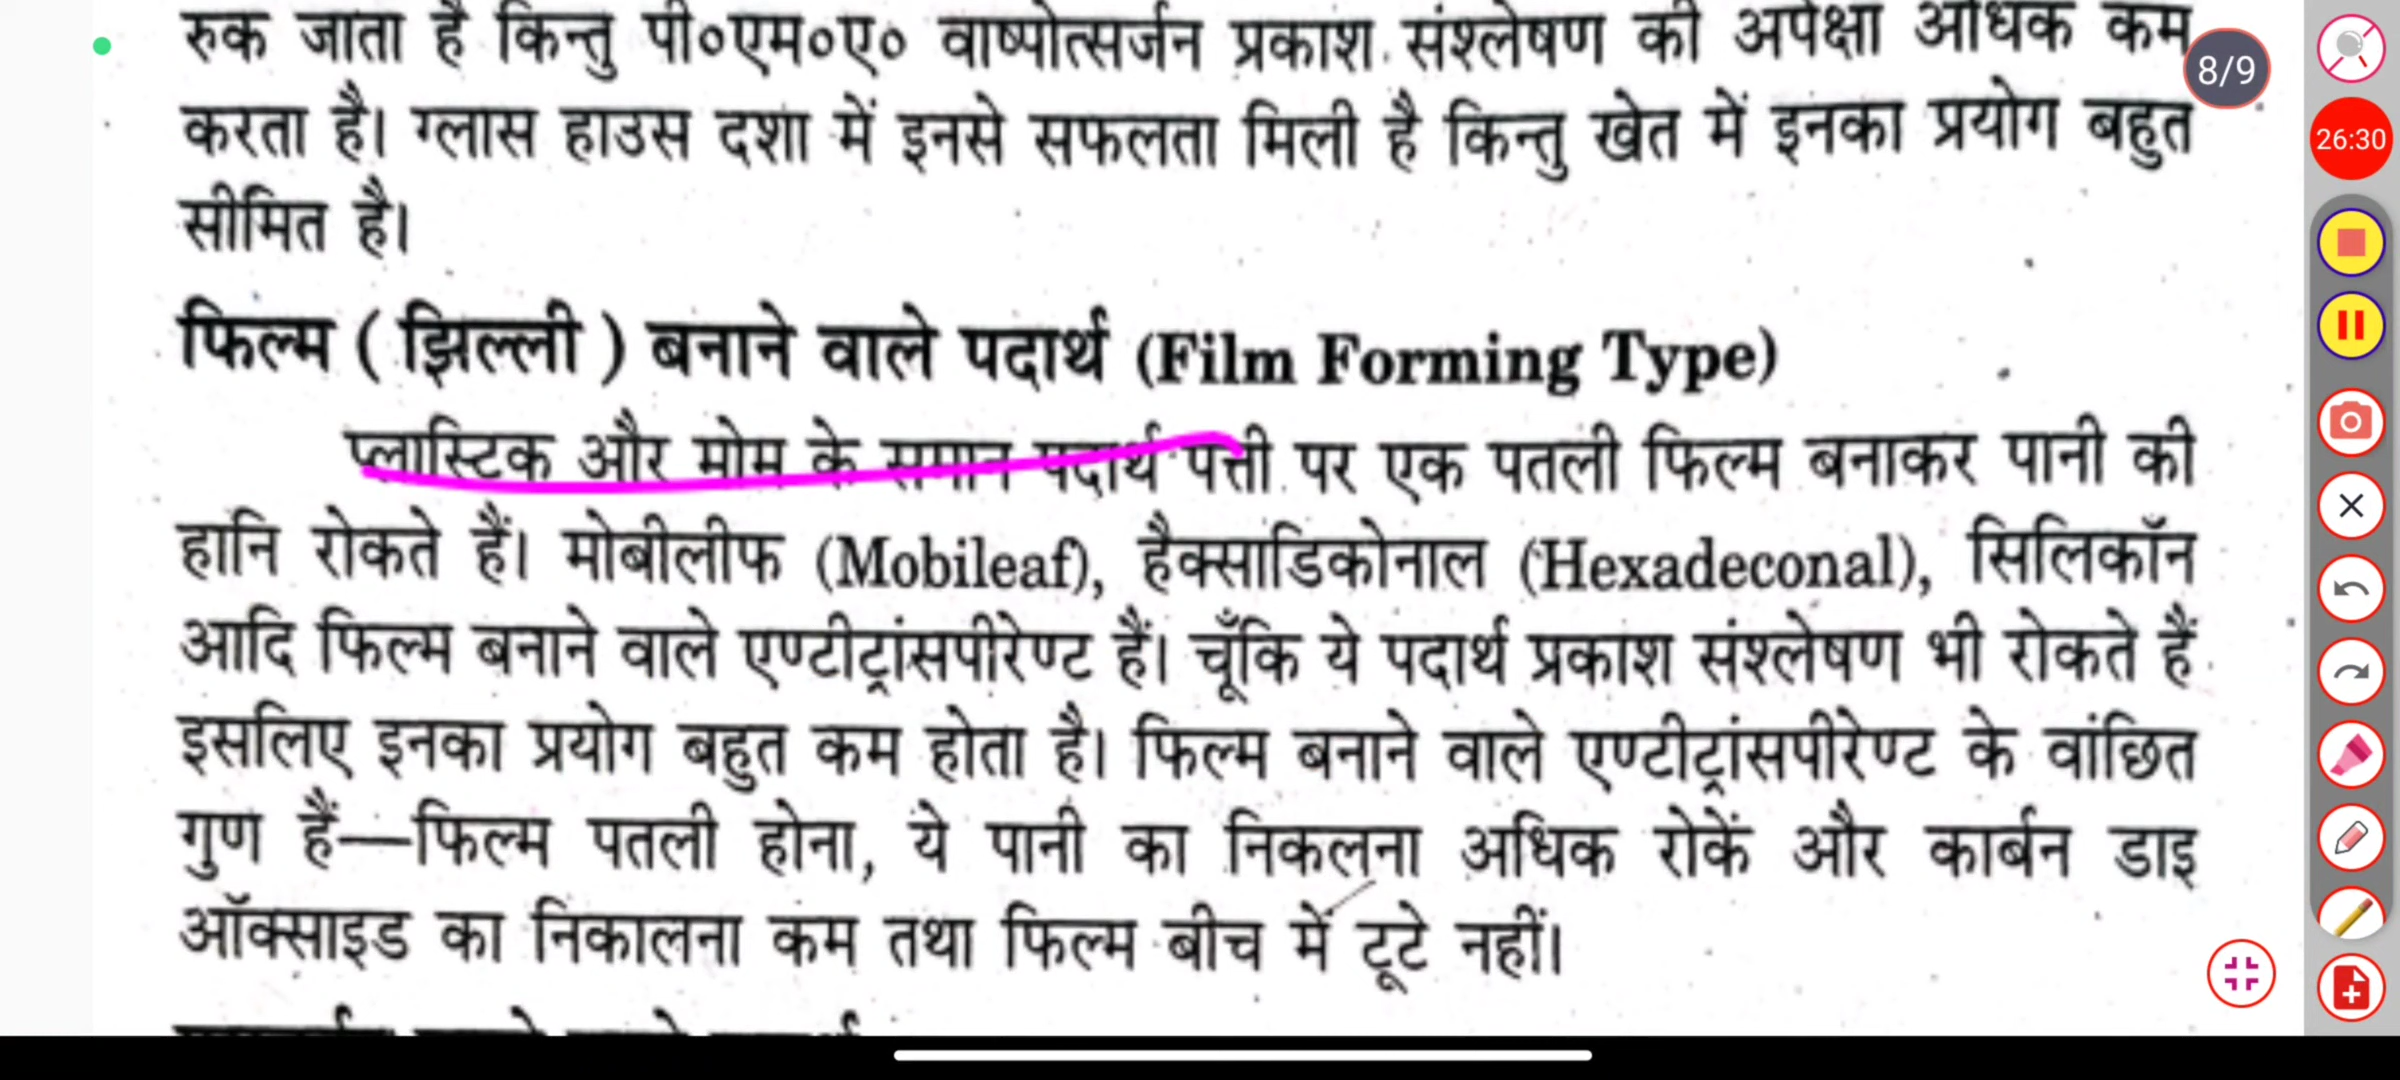 रुक जाता है किन्तु पी०एम०ए० वाष्पोत्सर्जन प्रकाश संश्लेषण की अपेक्षा अधिक कम
8/9
करता है। ग्लास हाउस दशा में इनसे सफलता मिली है किन्तु खेत में इनका प्रयोग बहुत
26:30
सीमित है।
फिल्म ( झिल्ली ) बनाने वाले पदार्थ (Film Forming Type)
प्लास्टिक और मोम के समान पदार्थ पत्ती पर एक पतली फिल्म बनाकर पानी की
हानि रोकते हैं। मोबीलीफ (Mobileaf), हैक्साडिकोनाल (Hexadeconal), सिलिकॉन
आदि फिल्म बनाने वाले एण्टीट्रांसपीरेण्ट हैं। चूँकि ये पदार्थ प्रकाश संश्लेषण भी रोकते हैं
इसलिए इनका प्रयोग बहुत कम होता है। फिल्म बनाने वाले एण्टीट्रांसपीरेण्ट के वांछित
गुण हैं—फिल्म पतली होना, ये पानी का निकलना अधिक रोकें और कार्बन डाइ
ऑक्साइड का निकालना कम तथा फिल्म बीच में टूटे नहीं।